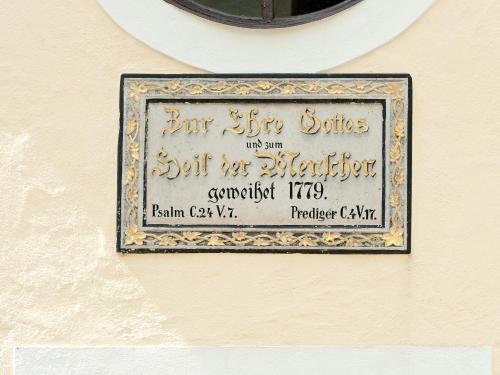 Zur Ehre Gottes
und zum
Heil der Menschen
geweihet 1779.
Psalm C.24 V.7. Prediger C.4 V.17.